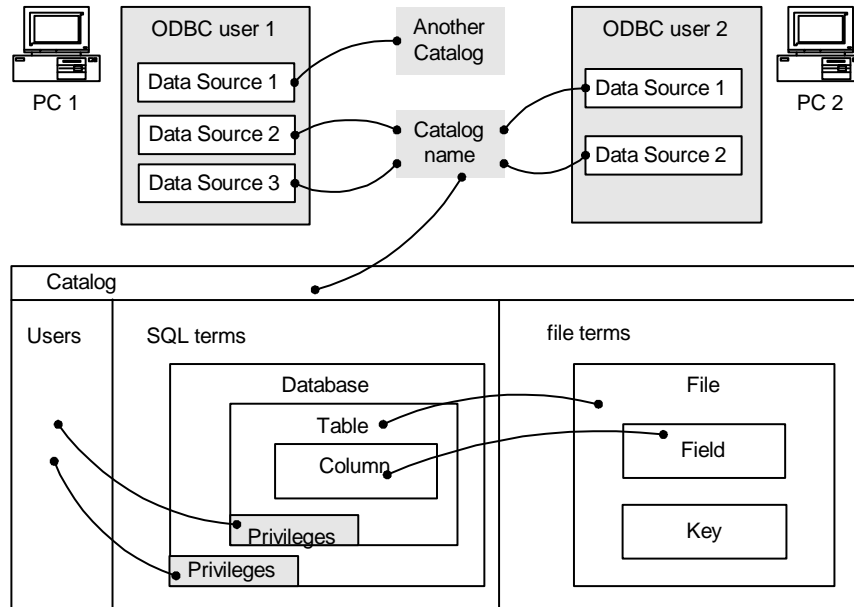 ODBC user 1
Another
Catalog
ODBC user 2
Data Source 1
Data Source 1
PC 1
PC 2
Data Source 2
Catalog
name
Data Source 2
Data Source 3
Catalog
Users
SQL terms
file terms
Database
File
Table
Field
Column
Key
Privileges
Privileges